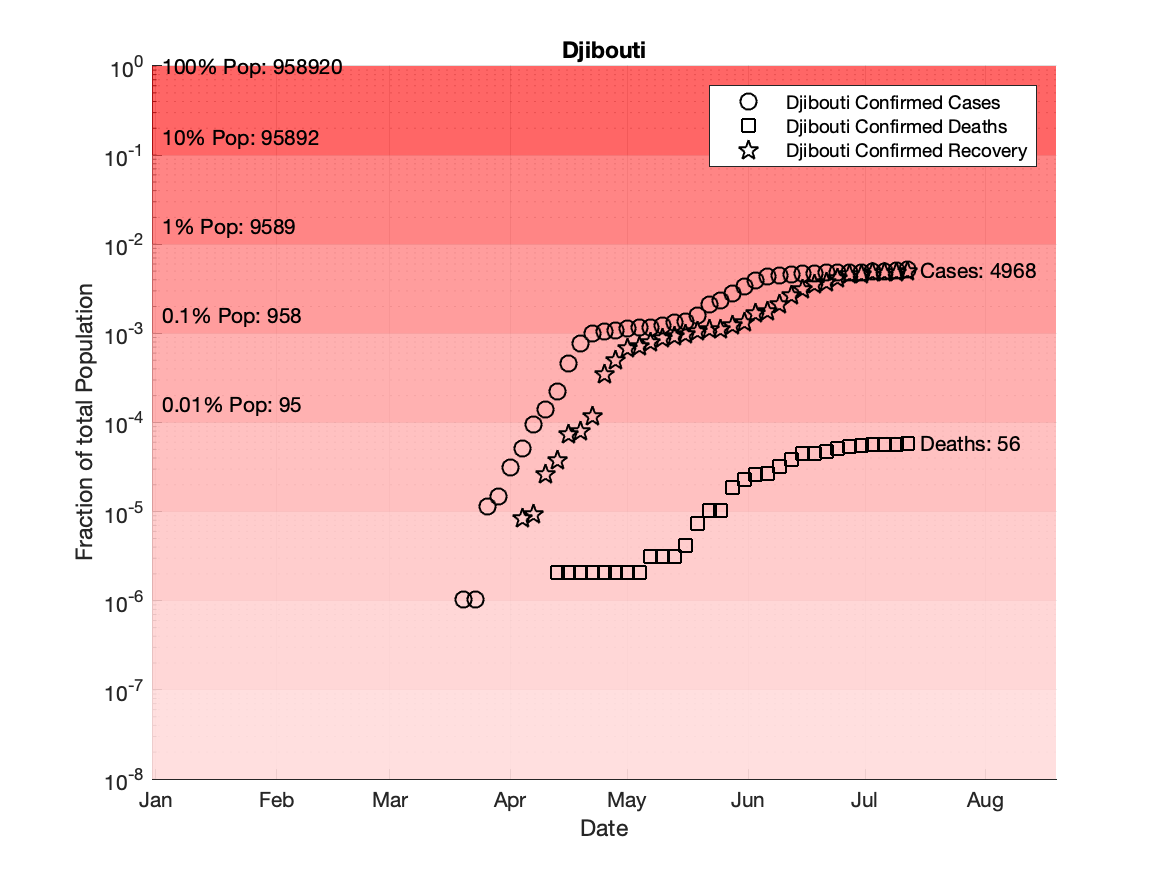 Djibouti
10^0
100% Pop: 958920
Djibouti Confirmed Cases
Djibouti Confirmed Deaths
Djibouti Confirmed Recovery
10% Pop: 95892
10^-1
1% Pop: 9589
10^-2
Cases: 4968
0.1% Pop: 958
10^-3
0.01% Pop: 95
10^-4
Deaths: 56
10^-5
10^-6
10^-7
10^-8
Fraction of total Population
Jan Feb Mar Apr May Jun Jul Aug
Date